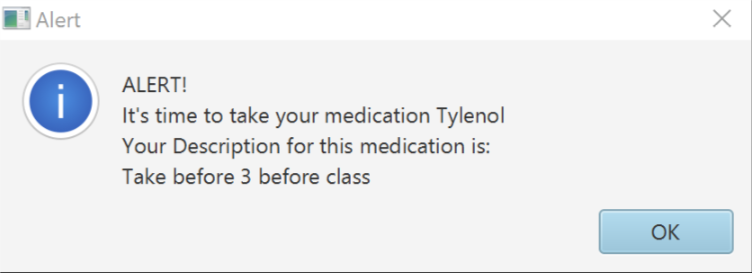 Alert
ALERT!
It's time to take your medication Tylenol
Your Description for this medication is:
Take before 3 before class
OK